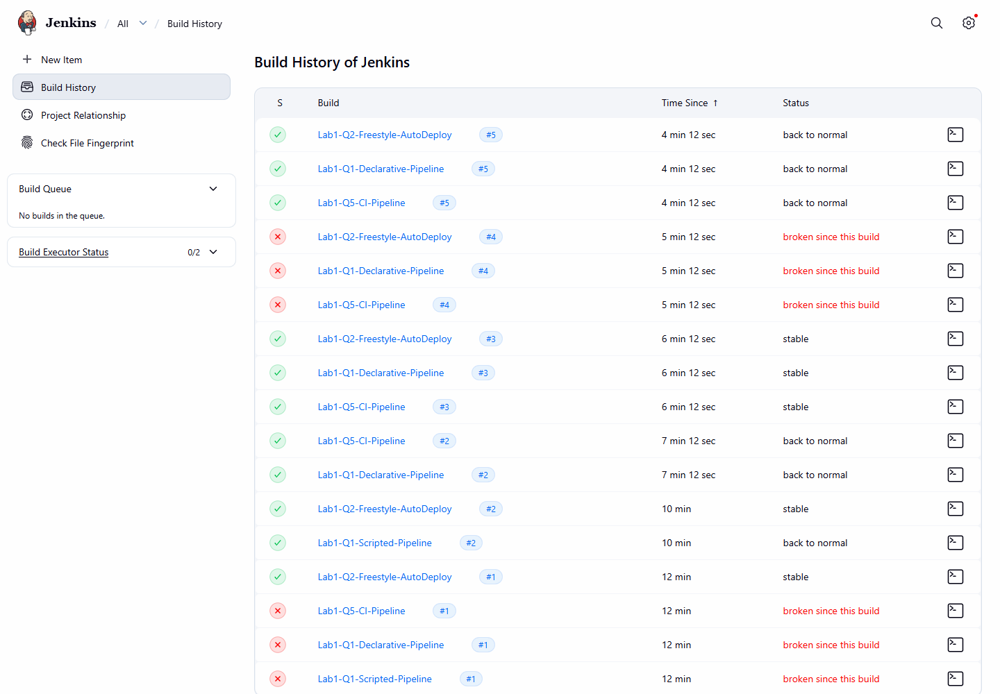 Jenkins / All / Build History
New Item
Build History
Project Relationship
Check File Fingerprint
Build Queue
No builds in the queue.
Build Executor Status 0/2
Build History of Jenkins
S Build Time Since ↑ Status
Lab1-Q2-Freestyle-AutoDeploy #5 4 min 12 sec back to normal
Lab1-Q1-Declarative-Pipeline #5 4 min 12 sec back to normal
Lab1-Q5-CI-Pipeline #5 4 min 12 sec back to normal
Lab1-Q2-Freestyle-AutoDeploy #4 5 min 12 sec broken since this build
Lab1-Q1-Declarative-Pipeline #4 5 min 12 sec broken since this build
Lab1-Q5-CI-Pipeline #4 5 min 12 sec broken since this build
Lab1-Q2-Freestyle-AutoDeploy #3 6 min 12 sec stable
Lab1-Q1-Declarative-Pipeline #3 6 min 12 sec stable
Lab1-Q5-CI-Pipeline #3 6 min 12 sec stable
Lab1-Q5-CI-Pipeline #2 7 min 12 sec back to normal
Lab1-Q1-Declarative-Pipeline #2 7 min 12 sec back to normal
Lab1-Q2-Freestyle-AutoDeploy #2 10 min stable
Lab1-Q1-Scripted-Pipeline #2 10 min back to normal
Lab1-Q2-Freestyle-AutoDeploy #1 12 min stable
Lab1-Q5-CI-Pipeline #1 12 min broken since this build
Lab1-Q1-Declarative-Pipeline #1 12 min broken since this build
Lab1-Q1-Scripted-Pipeline #1 12 min broken since this build